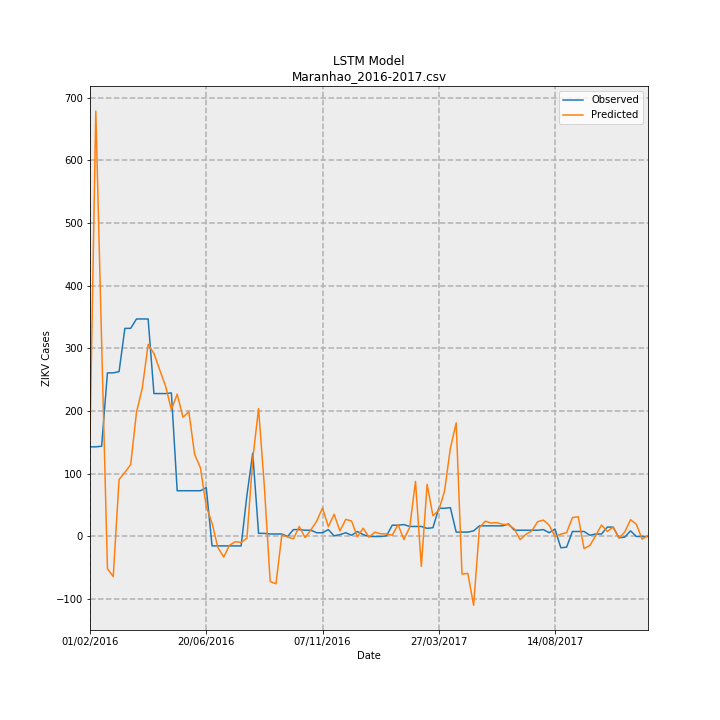 LSTM Model
Maranhao_2016-2017.csv
Observed
Predicted
700
600
500
400
300
200
100
0
−100
ZIKV Cases
01/02/2016
20/06/2016
07/11/2016
27/03/2017
14/08/2017
Date